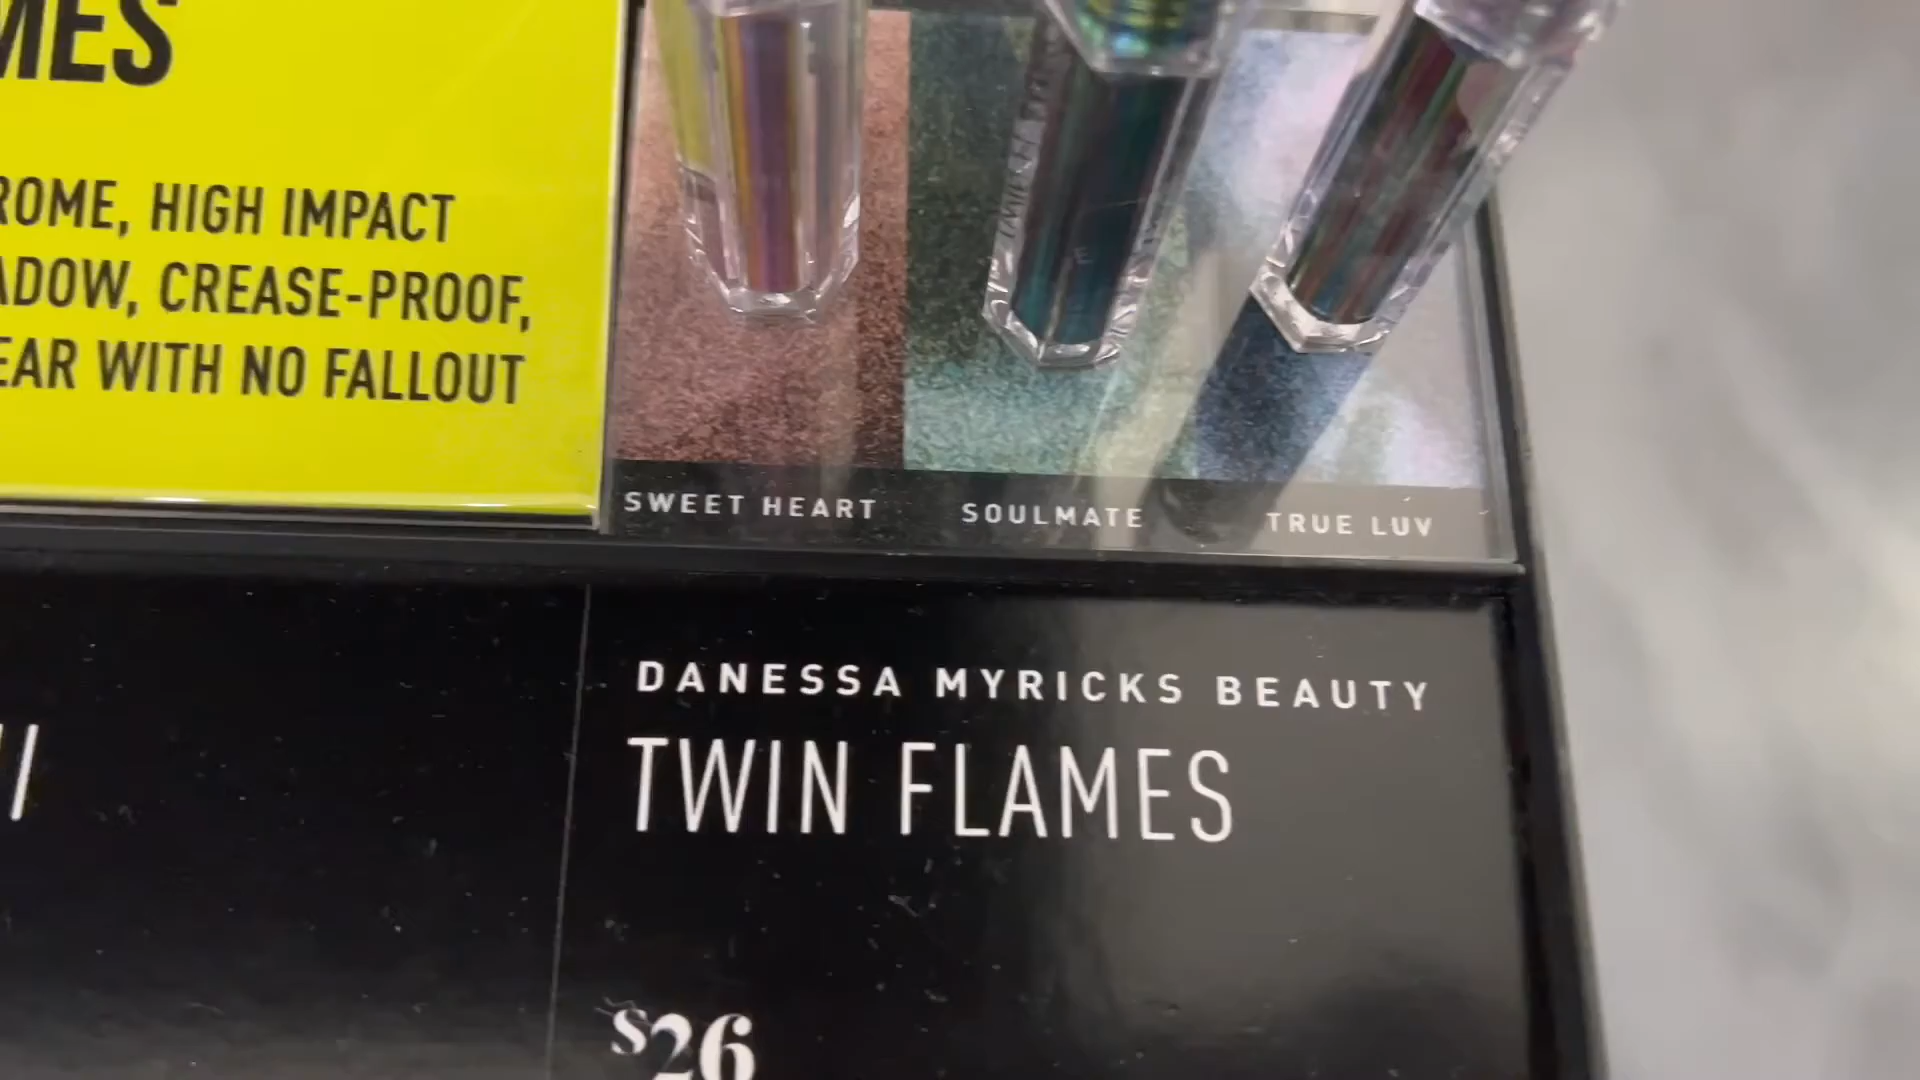 MES
ROME, HIGH IMPACT
ADOW, CREASE-PROOF,
EAR WITH NO FALLOUT
SWEET HEART
SOULMATE
TRUE LUV
DANESSA MYRICKS BEAUTY
TWIN FLAMES
$26